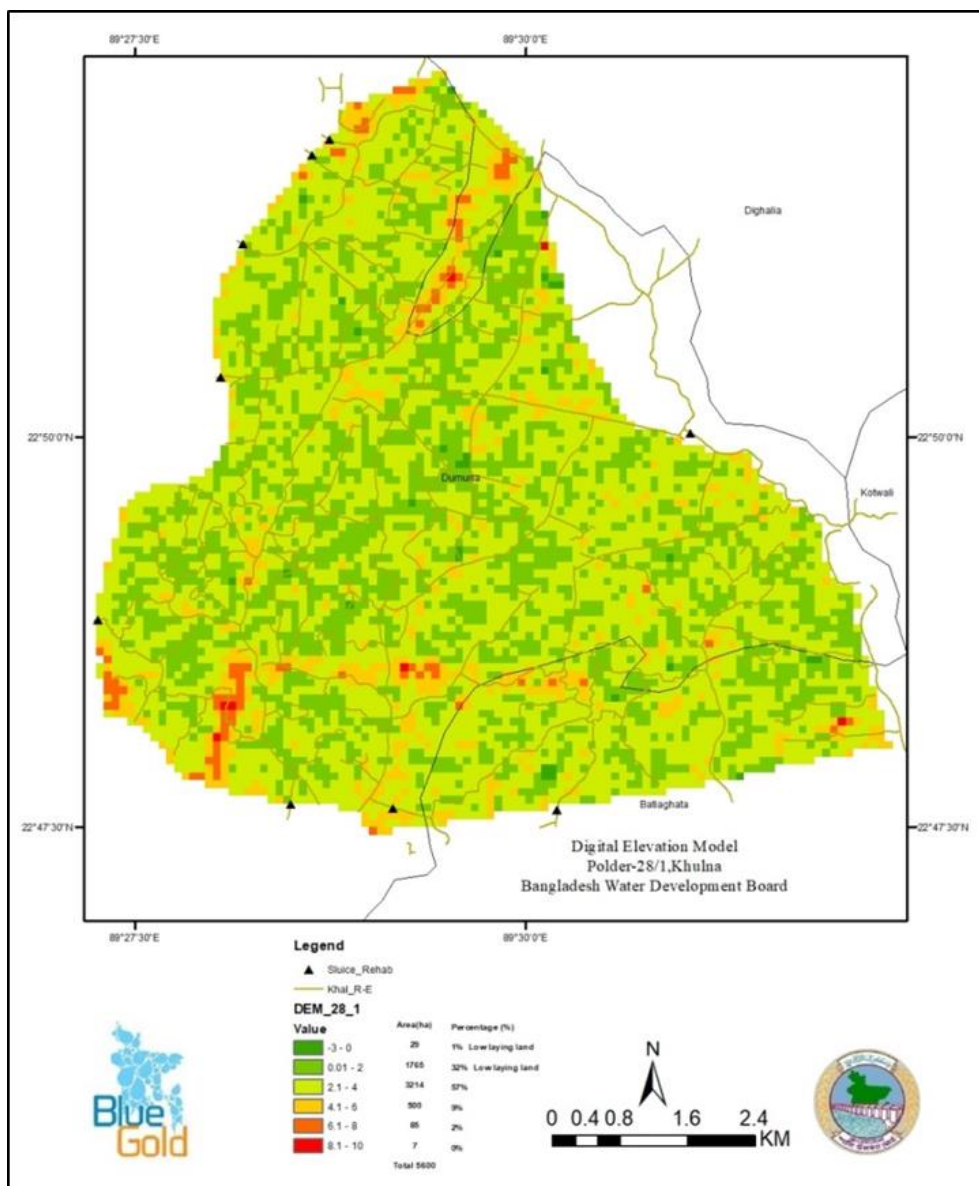 89°27'30"E 89°30'0"E
Dighalia
22°50'0"N 22°50'0"N
Dumuria
Kotwali
Batiaghata
22°47'30"N 22°47'30"N
Digital Elevation Model
Polder-28/1,Khulna
Bangladesh Water Development Board
89°27'30"E 89°30'0"E
Legend
Sluice_Rehab
Khal_R-E
DEM_28_1
Value Area(ha) Percentage (%)
-3 - 0 29 1% Low laying land
0.01 - 2 1765 32% Low laying land
2.1 - 4 3214 57%
4.1 - 6 500 9%
6.1 - 8 85 2%
8.1 - 10 7 0%
Total 5600
Blue
Gold
N
0 0.4 0.8 1.6 2.4
KM